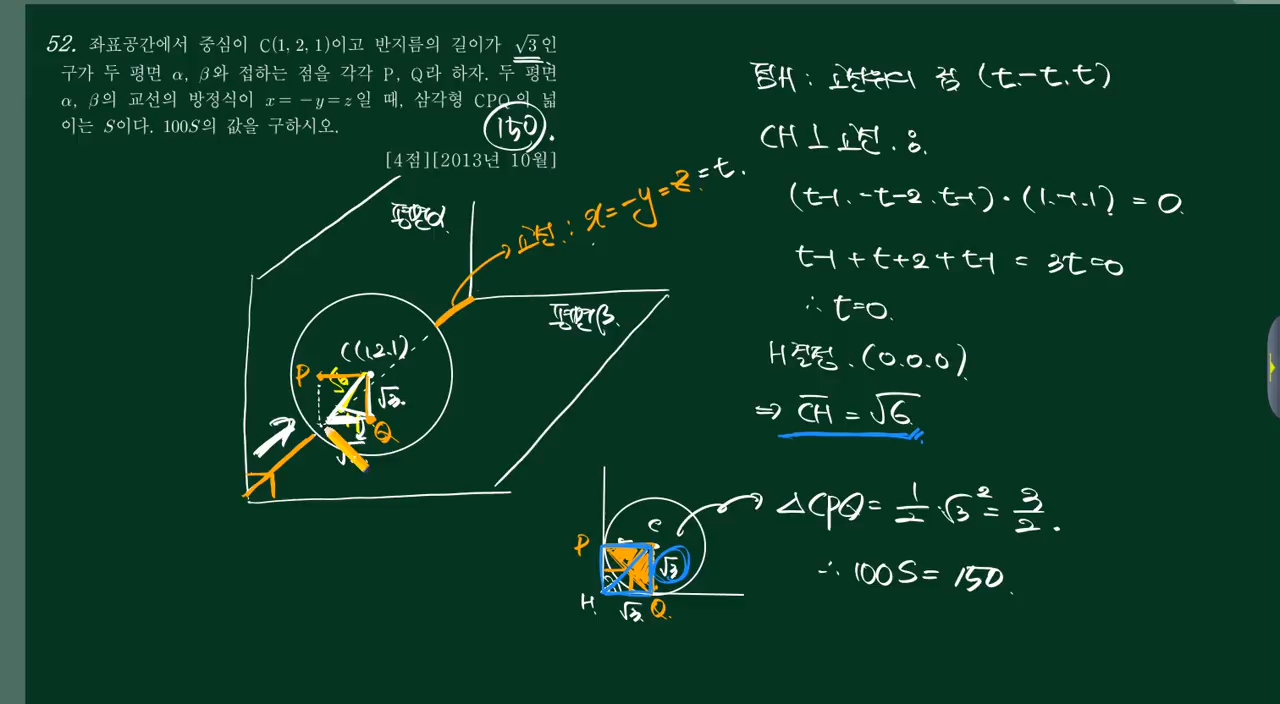 52. 좌표공간에서 중심이 C(1, 2, 1)이고 반지름의 길이가 √3인
구가 두 평면 α, β와 접하는 점을 각각 P, Q라 하자. 두 평면
α, β의 교선의 방정식이 x = -y = z일 때, 삼각형 CPQ의 넓
이는 S이다. 100S의 값을 구하시오.
150.
[4점][2013년 10월]
평면α
교선 : x = -y = z = t.
평면β.
C(1,2,1)
P
√3.
Q
점H : 교선위의 점 (t, -t, t)
CH ⊥ 교선.
(t-1, -t-2, t-1)·(1,-1,1) = 0.
t-1 + t+2 + t-1 = 3t = 0
∴ t=0.
H 결정. (0.0.0)
⇒ CH = √6.
△CPQ = 1/2 · √3² = 3/2.
∴ 100S = 150.
C
P
√3
H.
√3
Q.